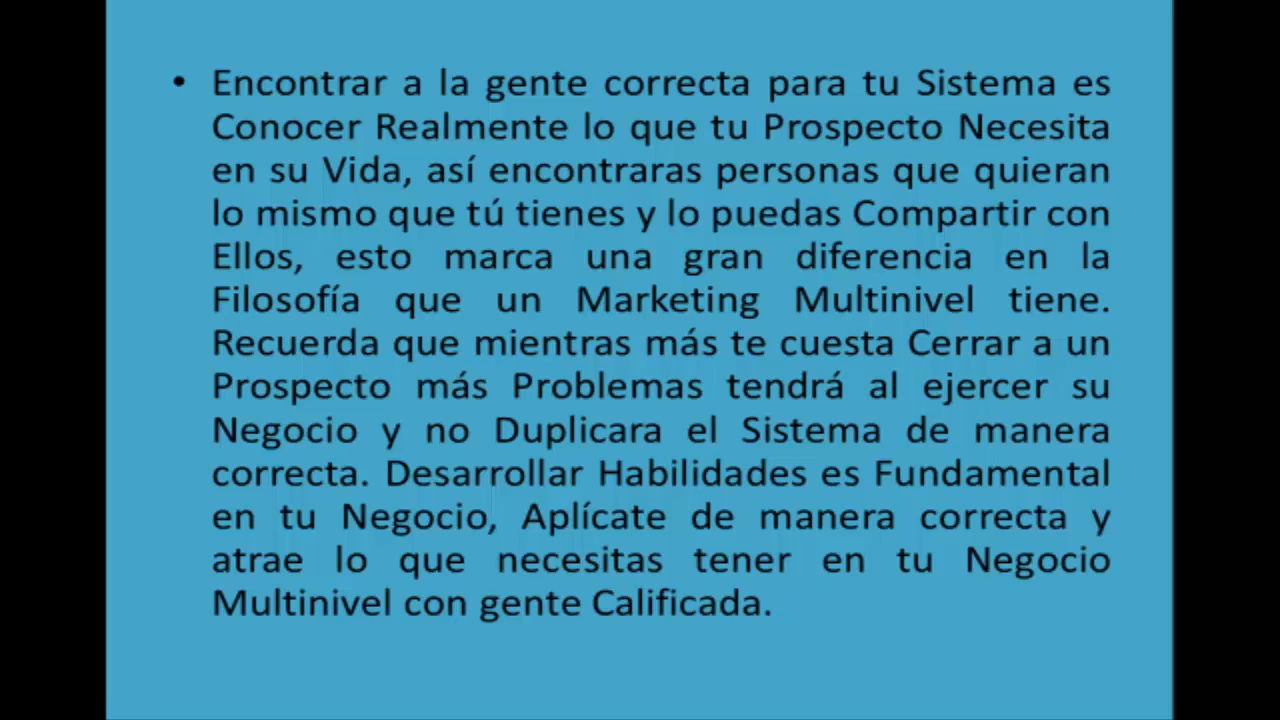 • Encontrar a la gente correcta para tu Sistema es
Conocer Realmente lo que tu Prospecto Necesita
en su Vida, así encontraras personas que quieran
lo mismo que tú tienes y lo puedas Compartir con
Ellos, esto marca una gran diferencia en la
Filosofía que un Marketing Multinivel tiene.
Recuerda que mientras más te cuesta Cerrar a un
Prospecto más Problemas tendrá al ejercer su
Negocio y no Duplicara el Sistema de manera
correcta. Desarrollar Habilidades es Fundamental
en tu Negocio, Aplícate de manera correcta y
atrae lo que necesitas tener en tu Negocio
Multinivel con gente Calificada.